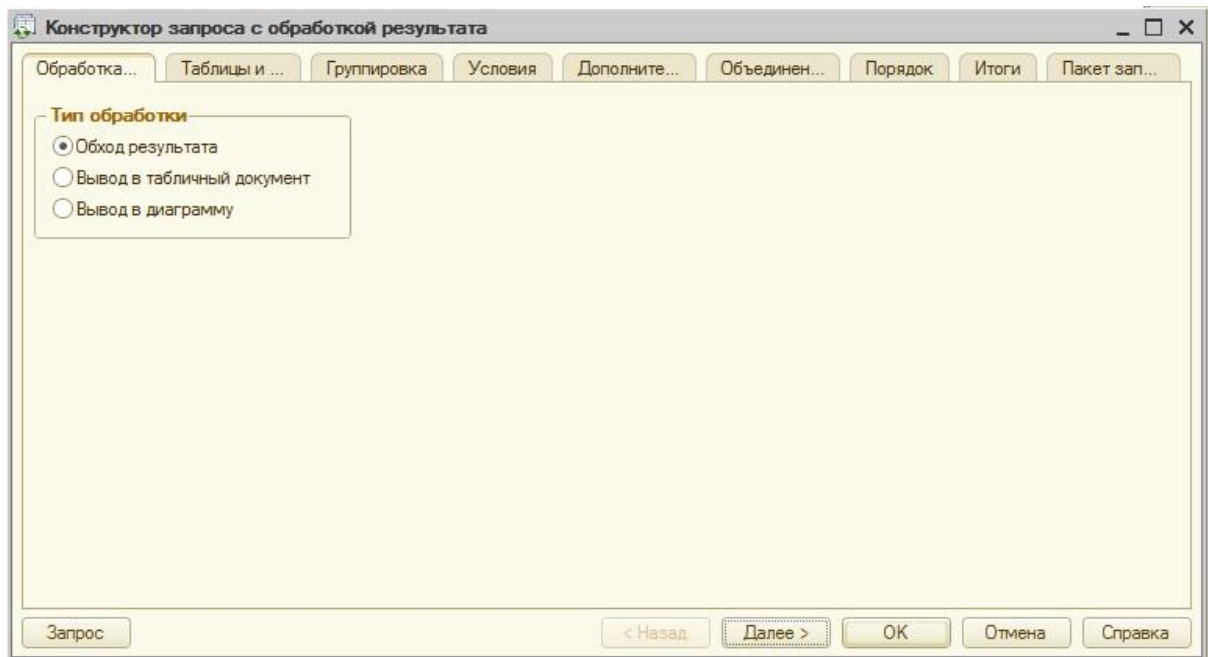 Конструктор запроса с обработкой результата
Обработка... Таблицы и ... Группировка Условия Дополните... Объединен... Порядок Итоги Пакет зап...
Тип обработки
Обход результата
Вывод в табличный документ
Вывод в диаграмму
Запрос < Назад Далее > OK Отмена Справка